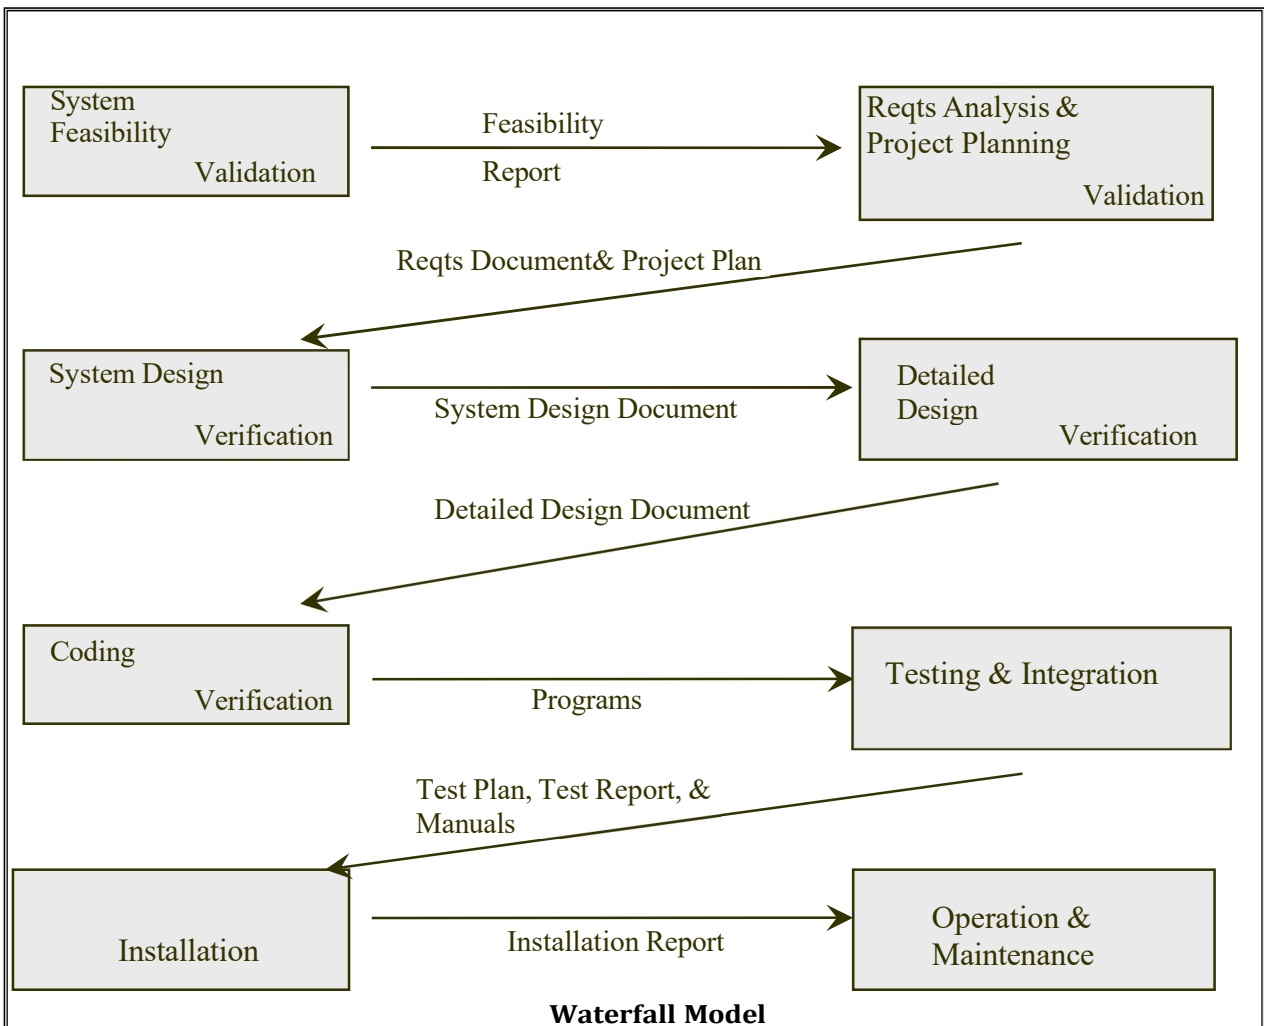 System
Feasibility
Validation
Feasibility
Report
Reqts Analysis &
Project Planning
Validation
Reqts Document& Project Plan
System Design
Verification
System Design Document
Detailed
Design
Verification
Detailed Design Document
Coding
Verification
Programs
Testing & Integration
Test Plan, Test Report, &
Manuals
Installation
Installation Report
Operation &
Maintenance
Waterfall Model